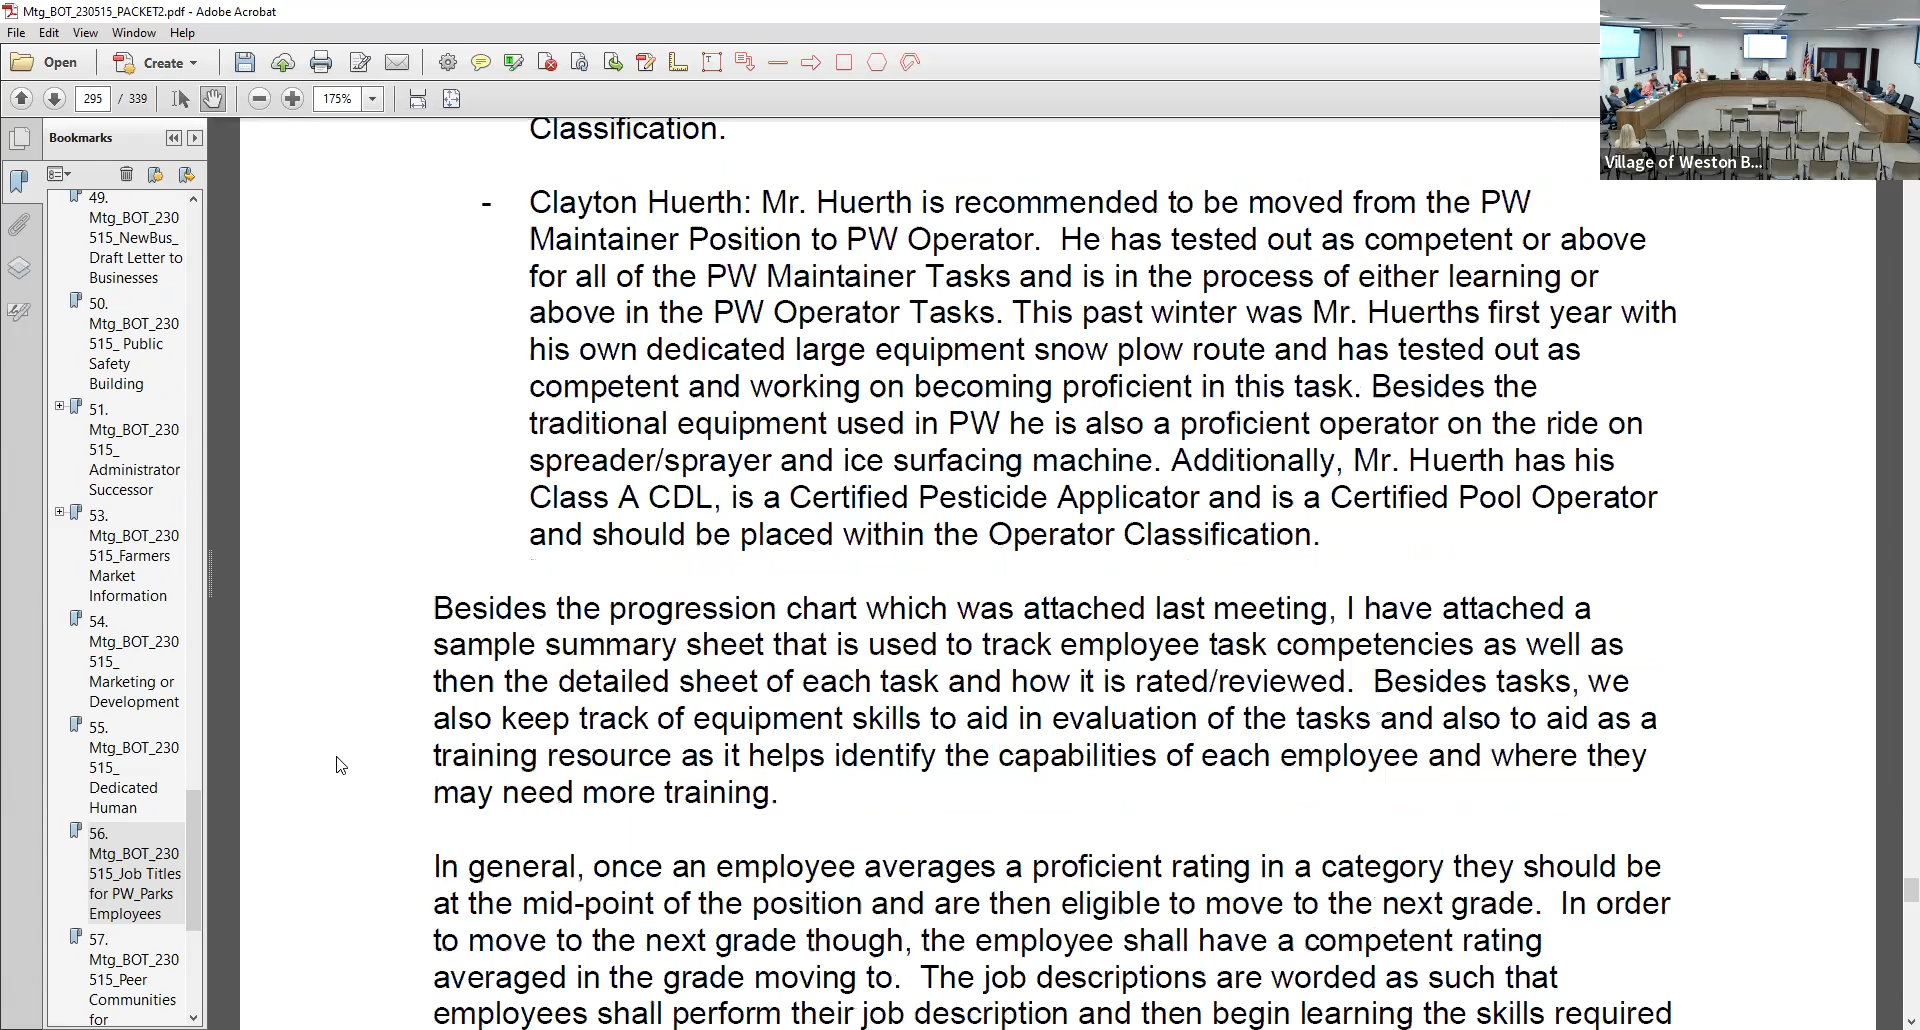 Mtg_BOT_230515_PACKET2.pdf - Adobe Acrobat
File Edit View Window Help
Open Create
295 / 339 175%
Bookmarks
49.
Mtg_BOT_230
515_NewBus_
Draft Letter to
Businesses
50.
Mtg_BOT_230
515_ Public
Safety
Building
51.
Mtg_BOT_230
515_
Administrator
Successor
53.
Mtg_BOT_230
515_Farmers
Market
Information
54.
Mtg_BOT_230
515_
Marketing or
Development
55.
Mtg_BOT_230
515_
Dedicated
Human
56.
Mtg_BOT_230
515_Job Titles
for PW_Parks
Employees
57.
Mtg_BOT_230
515_Peer
Communities
for
Classification.
- Clayton Huerth: Mr. Huerth is recommended to be moved from the PW
Maintainer Position to PW Operator. He has tested out as competent or above
for all of the PW Maintainer Tasks and is in the process of either learning or
above in the PW Operator Tasks. This past winter was Mr. Huerths first year with
his own dedicated large equipment snow plow route and has tested out as
competent and working on becoming proficient in this task. Besides the
traditional equipment used in PW he is also a proficient operator on the ride on
spreader/sprayer and ice surfacing machine. Additionally, Mr. Huerth has his
Class A CDL, is a Certified Pesticide Applicator and is a Certified Pool Operator
and should be placed within the Operator Classification.
Besides the progression chart which was attached last meeting, I have attached a
sample summary sheet that is used to track employee task competencies as well as
then the detailed sheet of each task and how it is rated/reviewed. Besides tasks, we
also keep track of equipment skills to aid in evaluation of the tasks and also to aid as a
training resource as it helps identify the capabilities of each employee and where they
may need more training.
In general, once an employee averages a proficient rating in a category they should be
at the mid-point of the position and are then eligible to move to the next grade. In order
to move to the next grade though, the employee shall have a competent rating
averaged in the grade moving to. The job descriptions are worded as such that
employees shall perform their job description and then begin learning the skills required
Village of Weston B...